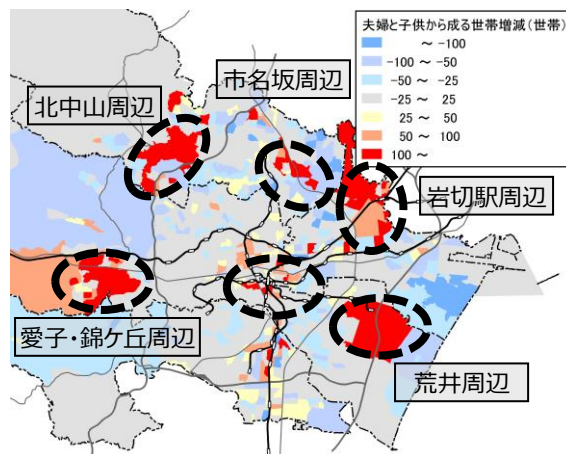 夫婦と子供から成る世帯増減(世帯)
～ -100
-100 ～ -50
-50 ～ -25
-25 ～ 25
25 ～ 50
50 ～ 100
100 ～
市名坂周辺
北中山周辺
岩切駅周辺
愛子・錦ケ丘周辺
荒井周辺